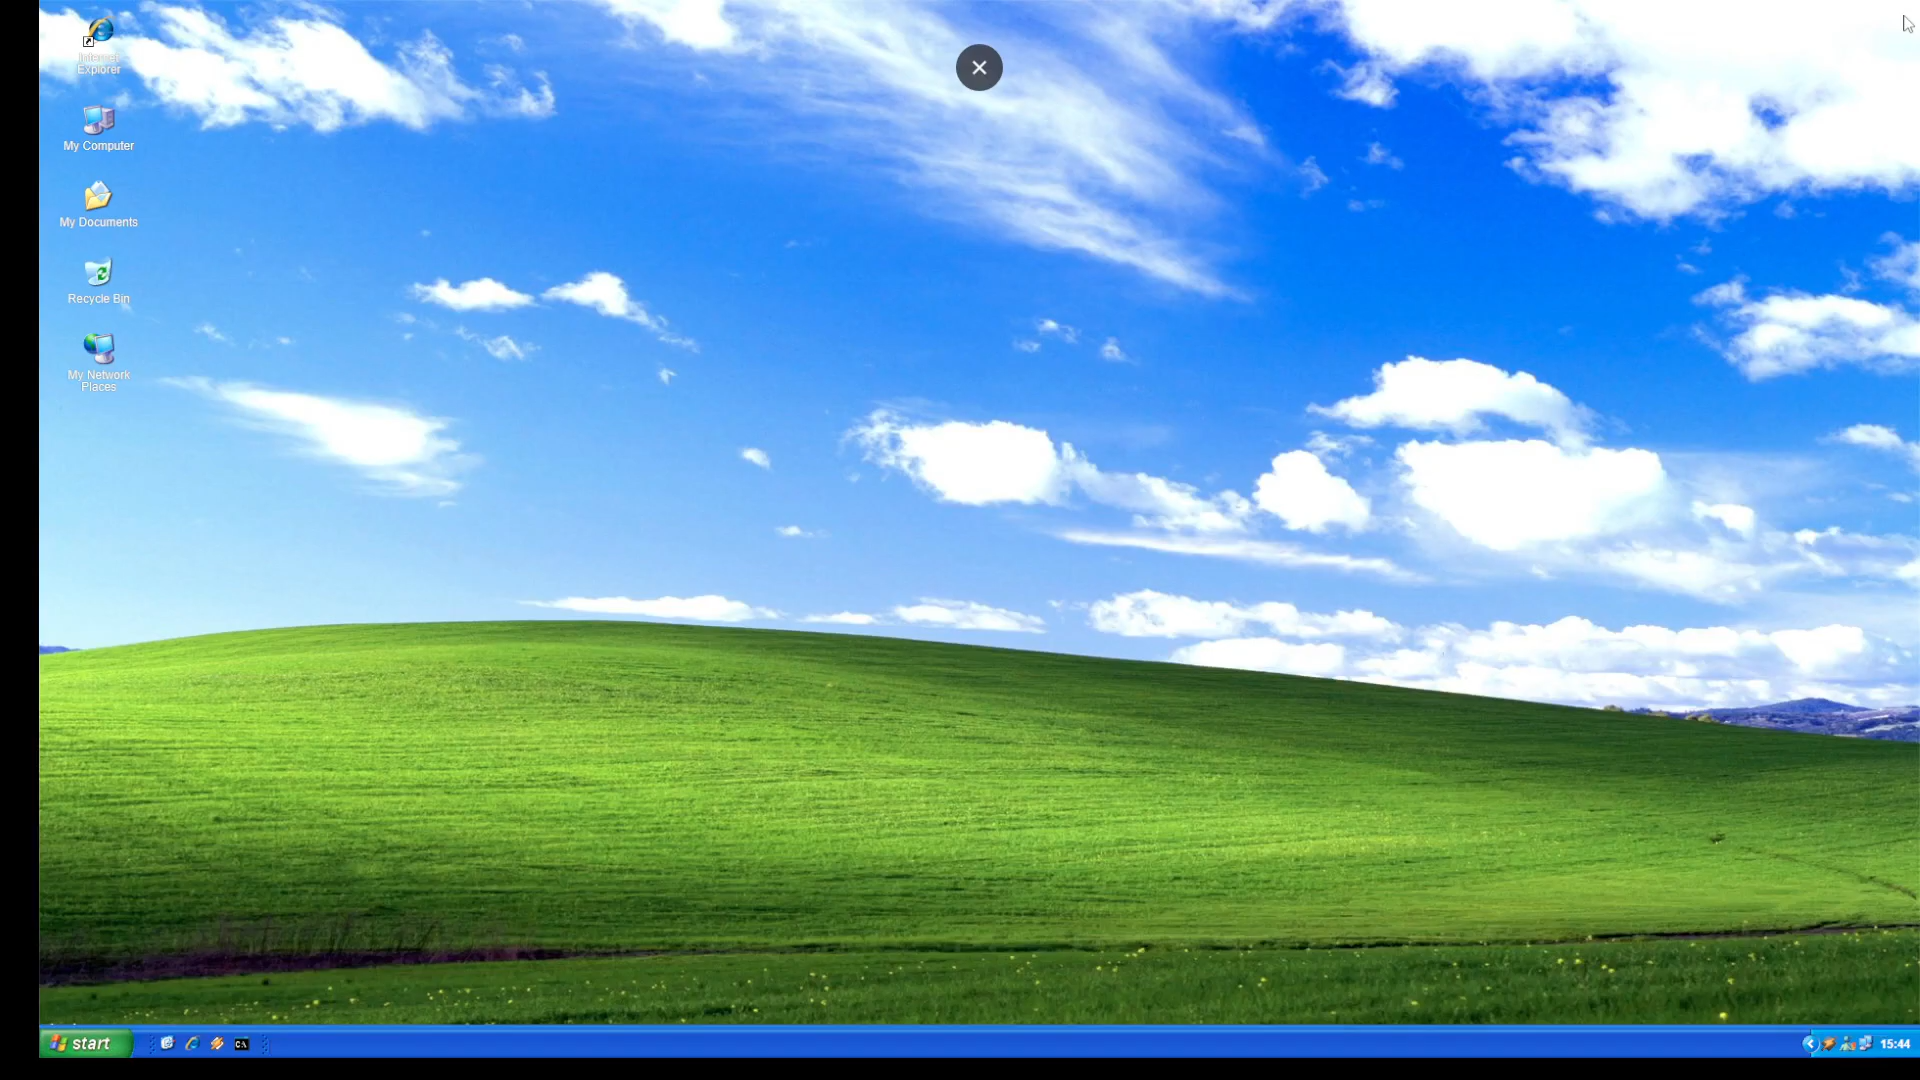 Internet
Explorer
My Computer
My Documents
Recycle Bin
My Network
Places
start
C:\
15:44